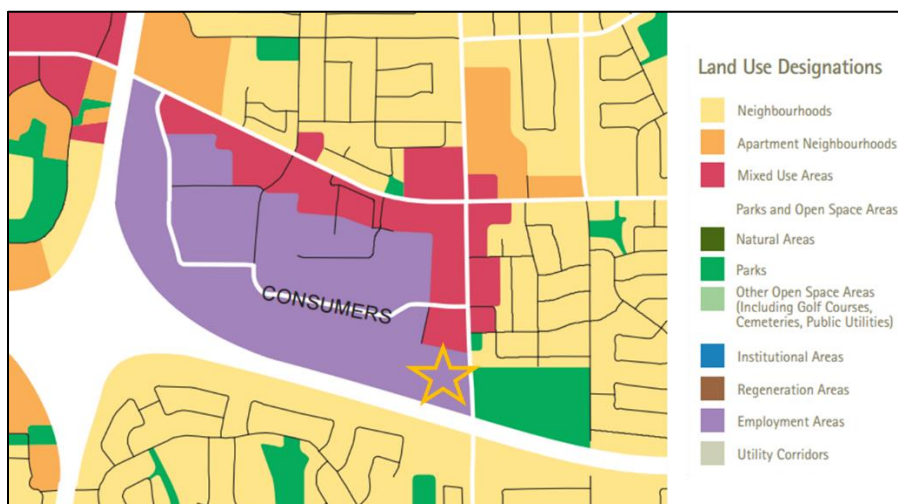 CONSUMERS
Land Use Designations
Neighbourhoods
Apartment Neighbourhoods
Mixed Use Areas
Parks and Open Space Areas
Natural Areas
Parks
Other Open Space Areas
(Including Golf Courses,
Cemeteries, Public Utilities)
Institutional Areas
Regeneration Areas
Employment Areas
Utility Corridors